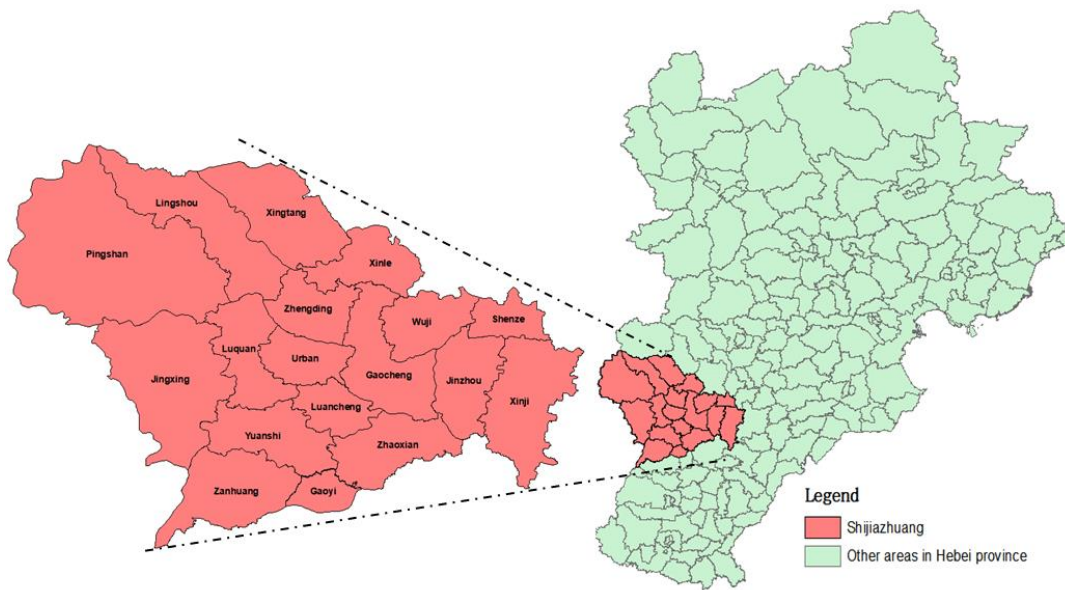 Lingshou
Xingtang
Pingshan
Xinle
Zhengding
Wuji
Shenze
Luquan
Urban
Jingxing
Gaocheng
Jinzhou
Xinji
Luancheng
Yuanshi
Zhaoxian
Zanhuang
Gaoyi
Legend
Shijiazhuang
Other areas in Hebei province